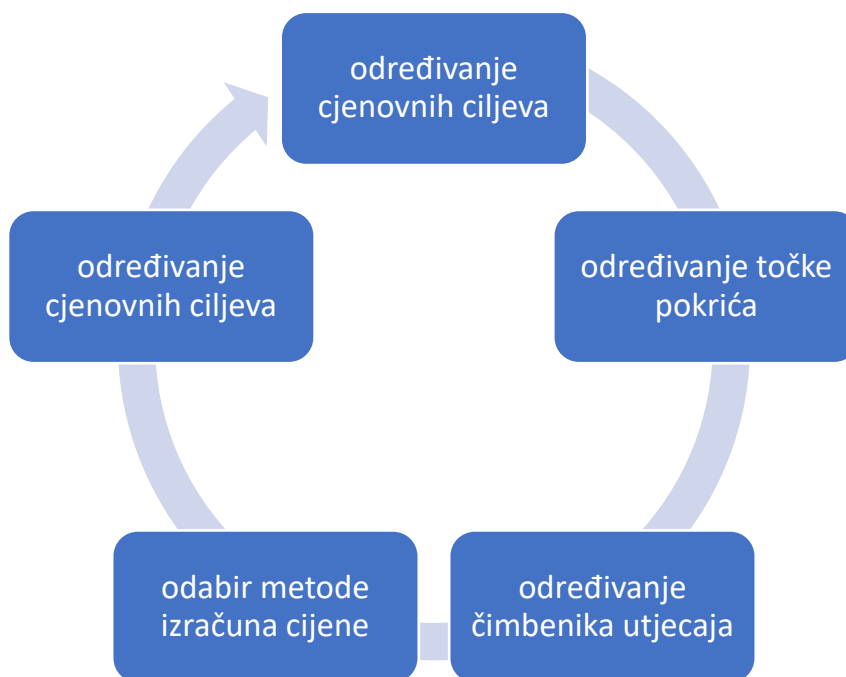 određivanje
cjenovnih ciljeva
određivanje točke
pokrića
određivanje
čimbenika utjecaja
odabir metode
izračuna cijene
određivanje
cjenovnih ciljeva